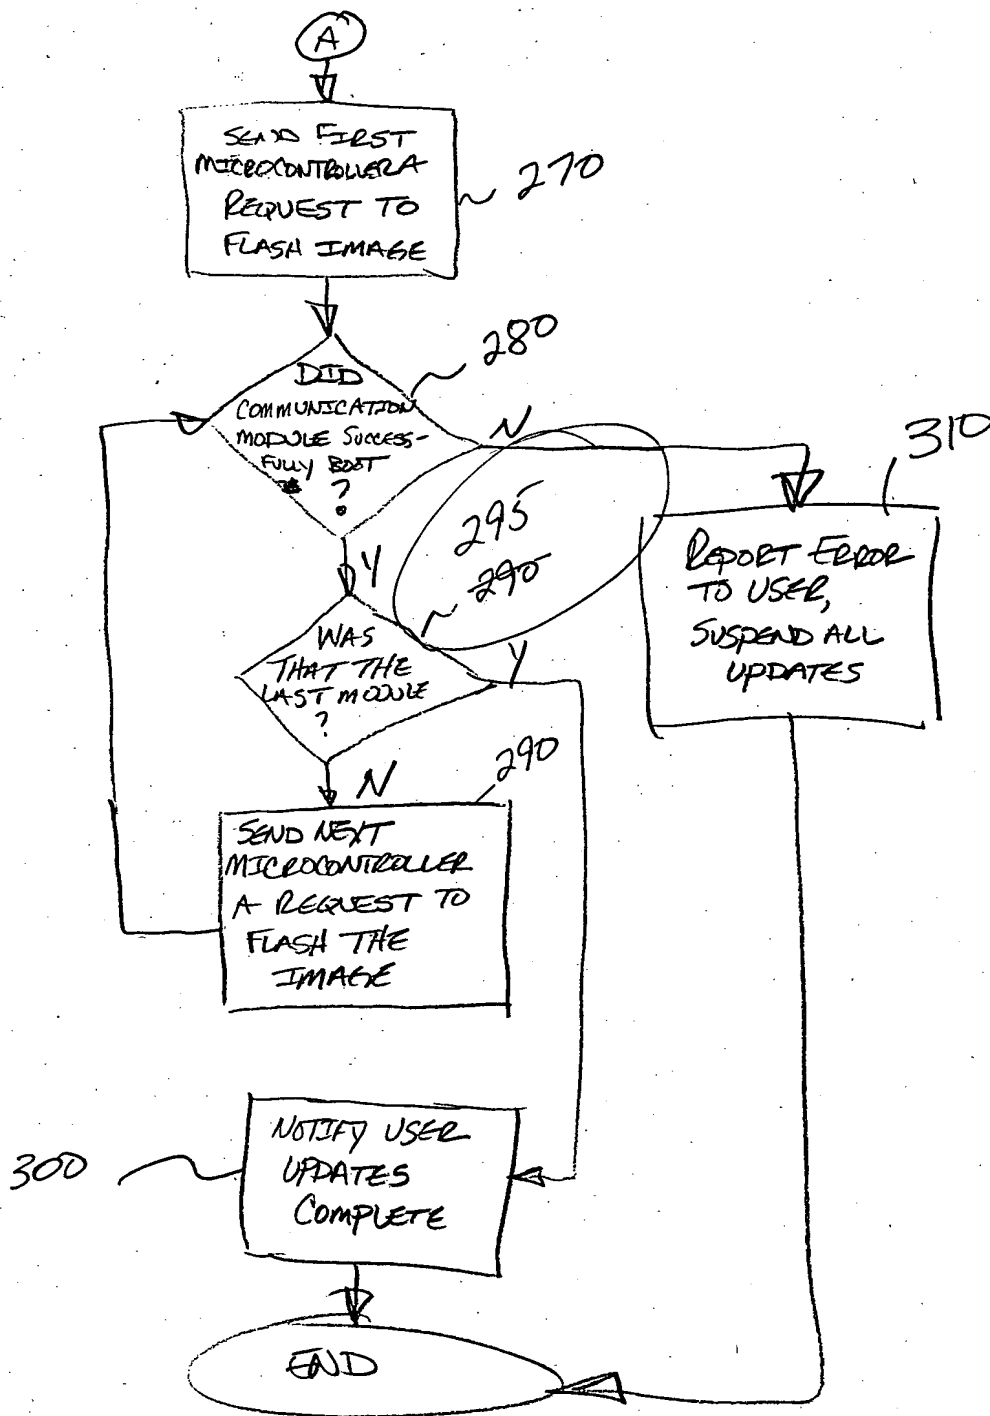 A
SEND FIRST
MICROCONTROLLER A
REQUEST TO
FLASH IMAGE
270
280
DID
COMMUNICATION
MODULE SUCCESS-
FULLY BOOT
?
N
310
REPORT ERROR
TO USER,
SUSPEND ALL
UPDATES
295
290
Y
WAS
THAT THE
LAST MODULE
?
Y
N
290
SEND NEXT
MICROCONTROLLER
A REQUEST TO
FLASH THE
IMAGE
300
NOTIFY USER
UPDATES
COMPLETE
END